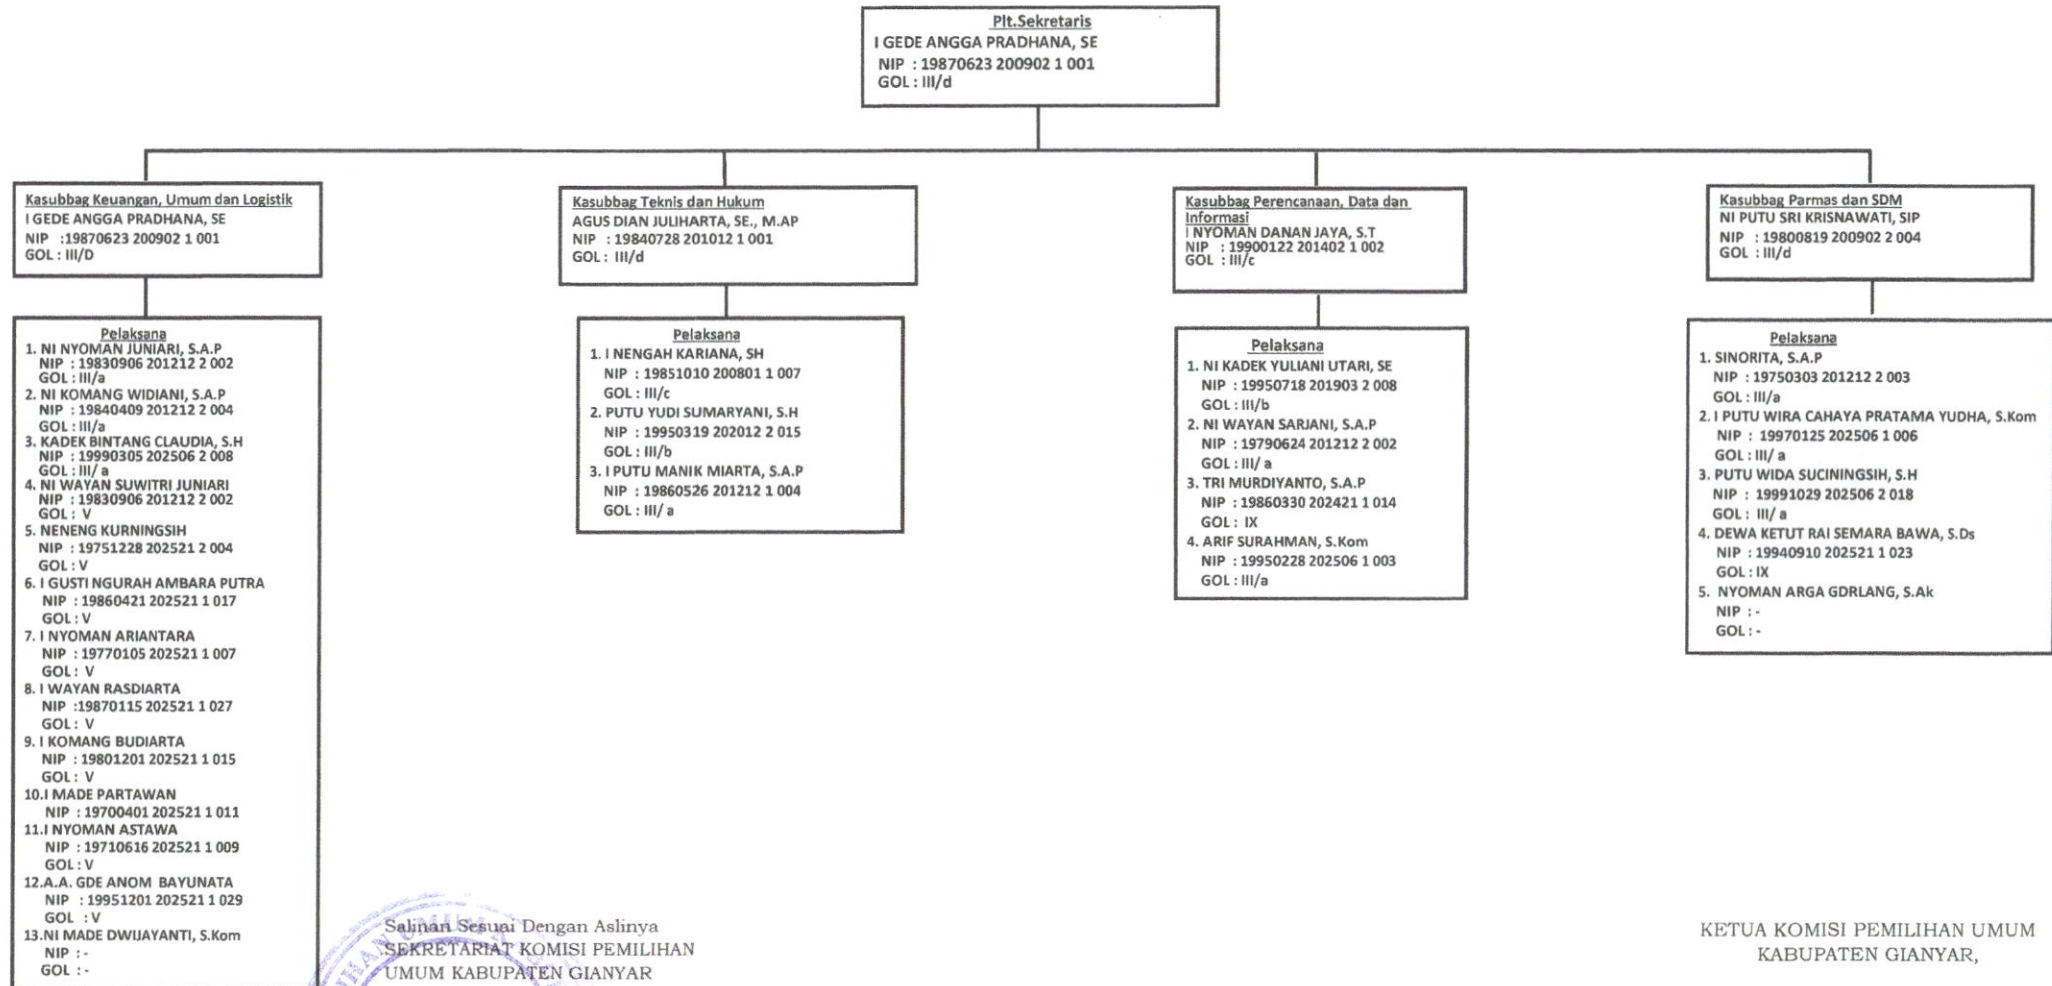 Plt.Sekretaris
I GEDE ANGGA PRADHANA, SE
NIP : 19870623 200902 1 001
GOL : III/d
Kasubbag Keuangan, Umum dan Logistik
I GEDE ANGGA PRADHANA, SE
NIP :19870623 200902 1 001
GOL : III/D
Kasubbag Teknis dan Hukum
AGUS DIAN JULIHARTA, SE., M.AP
NIP : 19840728 201012 1 001
GOL : III/d
Kasubbag Perencanaan, Data dan
Informasi
I NYOMAN DANAN JAYA, S.T
NIP : 19900122 201402 1 002
GOL : III/c
Kasubbag Parmas dan SDM
NI PUTU SRI KRISNAWATI, SIP
NIP : 19800819 200902 2 004
GOL : III/d
Pelaksana
1. NI NYOMAN JUNIARI, S.A.P
NIP : 19830906 201212 2 002
GOL : III/a
2. NI KOMANG WIDIANI, S.A.P
NIP : 19840409 201212 2 004
GOL : III/a
3. KADEK BINTANG CLAUDIA, S.H
NIP : 19990305 202506 2 008
GOL : III/ a
4. NI WAYAN SUWITRI JUNIARI
NIP : 19830906 201212 2 002
GOL : V
5. NENENG KURNINGSIH
NIP : 19751228 202521 2 004
GOL : V
6. I GUSTI NGURAH AMBARA PUTRA
NIP : 19860421 202521 1 017
GOL : V
7. I NYOMAN ARIANTARA
NIP : 19770105 202521 1 007
GOL : V
8. I WAYAN RASDIARTA
NIP :19870115 202521 1 027
GOL : V
9. I KOMANG BUDIARTA
NIP : 19801201 202521 1 015
GOL : V
10.I MADE PARTAWAN
NIP : 19700401 202521 1 011
11.I NYOMAN ASTAWA
NIP : 19710616 202521 1 009
GOL : V
12.A.A. GDE ANOM BAYUNATA
NIP : 19951201 202521 1 029
GOL : V
13.NI MADE DWIJAYANTI, S.Kom
NIP : -
GOL : -
Pelaksana
1. I NENGAH KARIANA, SH
NIP : 19851010 200801 1 007
GOL : III/c
2. PUTU YUDI SUMARYANI, S.H
NIP : 19950319 202012 2 015
GOL : III/b
3. I PUTU MANIK MIARTA, S.A.P
NIP : 19860526 201212 1 004
GOL : III/ a
Pelaksana
1. NI KADEK YULIANI UTARI, SE
NIP : 19950718 201903 2 008
GOL : III/b
2. NI WAYAN SARJANI, S.A.P
NIP : 19790624 201212 2 002
GOL : III/ a
3. TRI MURDIYANTO, S.A.P
NIP : 19860330 202421 1 014
GOL : IX
4. ARIF SURAHMAN, S.Kom
NIP : 19950228 202506 1 003
GOL : III/a
Pelaksana
1. SINORITA, S.A.P
NIP : 19750303 201212 2 003
GOL : III/a
2. I PUTU WIRA CAHAYA PRATAMA YUDHA, S.Kom
NIP : 19970125 202506 1 006
GOL : III/ a
3. PUTU WIDA SUCININGSIH, S.H
NIP : 19991029 202506 2 018
GOL : III/ a
4. DEWA KETUT RAI SEMARA BAWA, S.Ds
NIP : 19940910 202521 1 023
GOL : IX
5. NYOMAN ARGA GDRLANG, S.Ak
NIP : -
GOL : -
Salinan Sesuai Dengan Aslinya
SEKRETARIAT KOMISI PEMILIHAN
UMUM KABUPATEN GIANYAR
KETUA KOMISI PEMILIHAN UMUM
KABUPATEN GIANYAR,